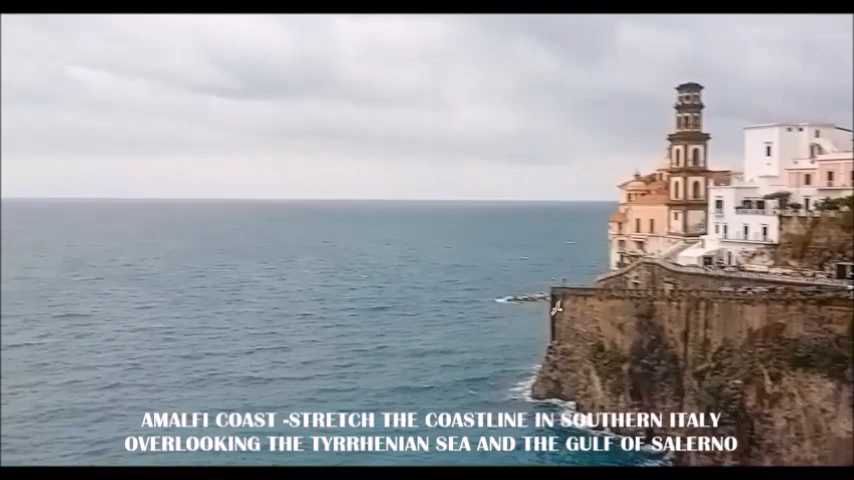 AMALFI COAST -STRETCH THE COASTLINE IN SOUTHERN ITALY
OVERLOOKING THE TYRRHENIAN SEA AND THE GULF OF SALERNO